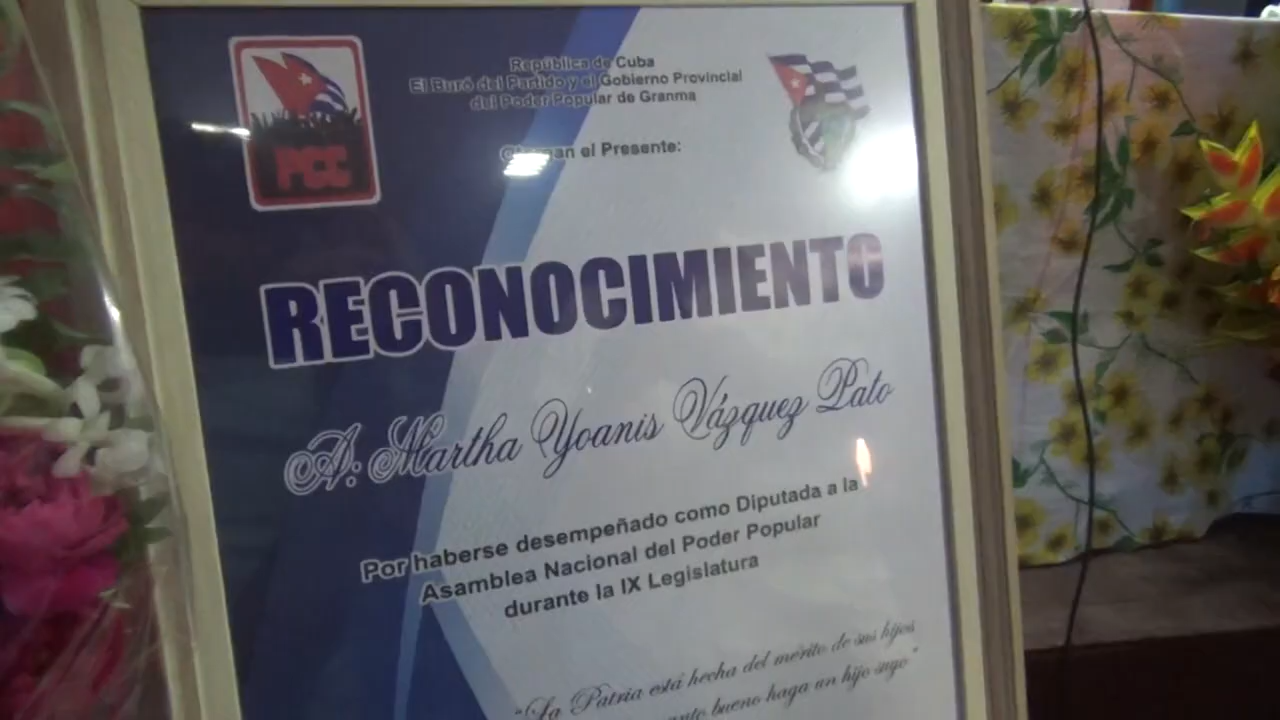 PCC
República de Cuba
El Buró del Partido y el Gobierno Provincial
del Poder Popular de Granma
el Presente:
RECONOCIMIENTO
A: Martha Yoanis Vázquez Pato
Por haberse desempeñado como Diputada a la
Asamblea Nacional del Poder Popular
durante la IX Legislatura
"La Patria está hecha del mérito de sus hijos
bueno haga un hijo suyo"